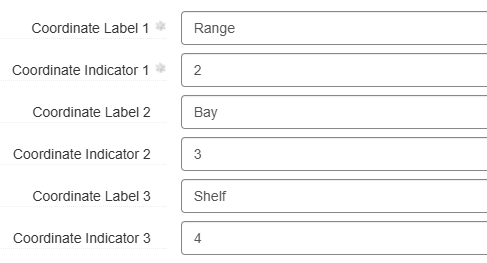 Coordinate Label 1 * Range
Coordinate Indicator 1 * 2
Coordinate Label 2 Bay
Coordinate Indicator 2 3
Coordinate Label 3 Shelf
Coordinate Indicator 3 4